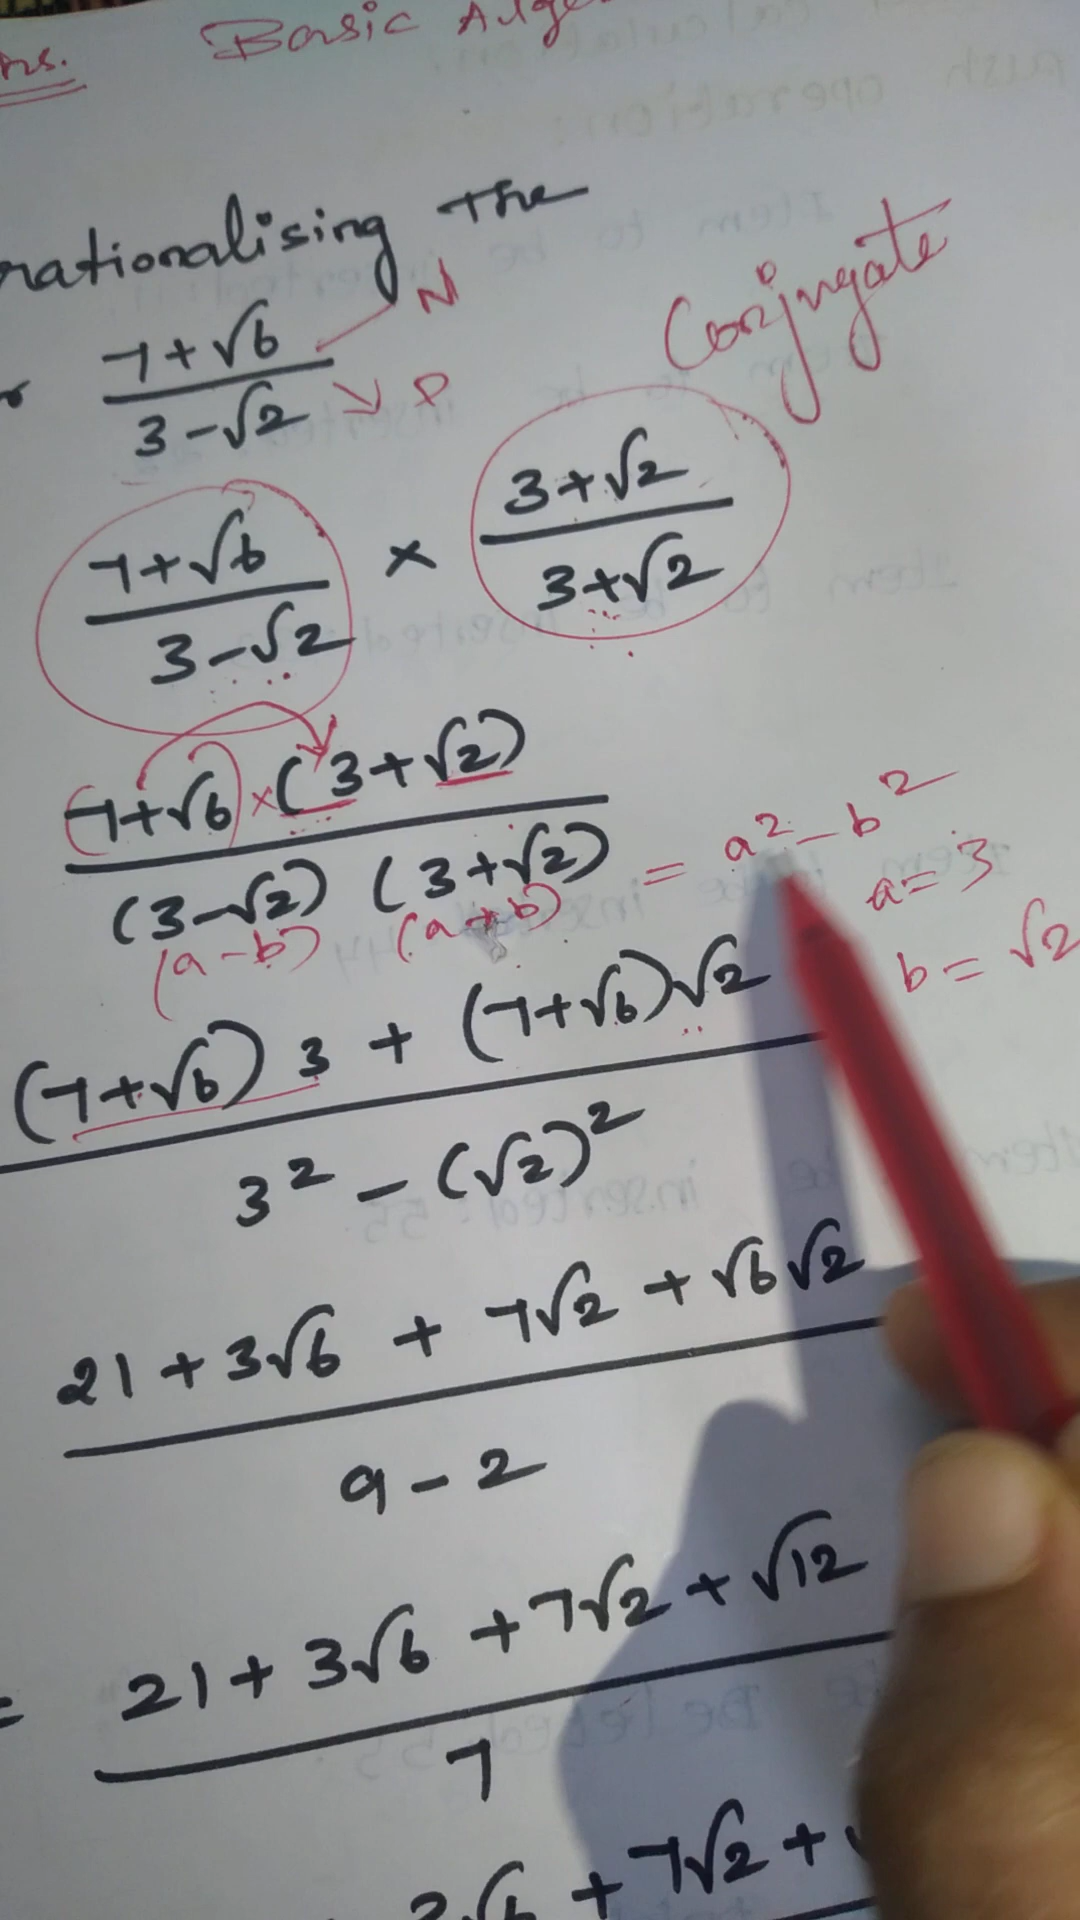 Basic
rationalising the
7+√6 N
3-√2
Conjugate
7+√6 × 3+√2
3-√2 3+√2
(7+√6)×(3+√2)
(3-√2) (3+√2) = a²-b²
(a-b) (a+b) a=3
b=√2
(7+√6)3 + (7+√6)√2
3² - (√2)²
21+3√6 + 7√2 + √6√2
9-2
= 21+3√6+7√2+√12
7
+7√2+